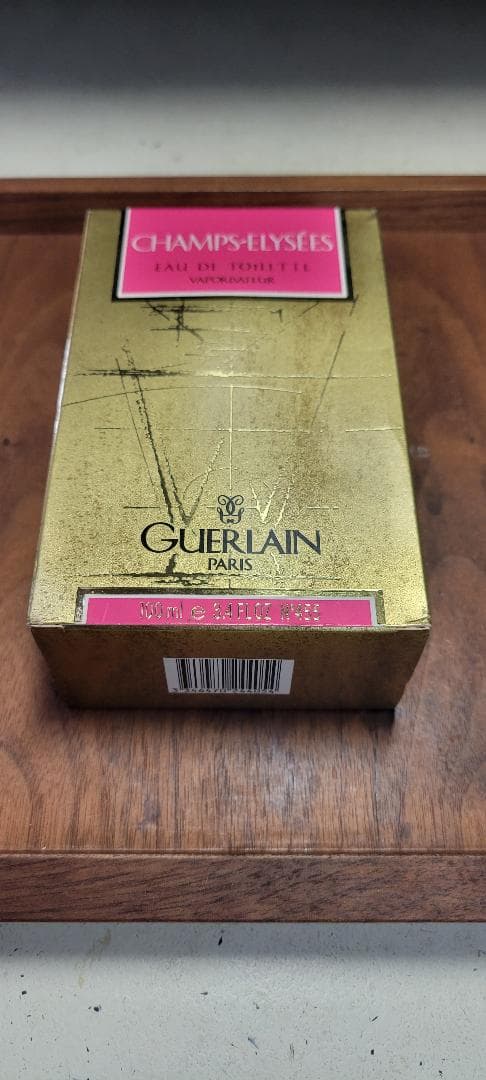 CHAMPS-ELYSÉES
EAU DE TOILETTE
VAPORISATEUR
GUERLAIN
PARIS
100 ml ℮ 3.4 FL.OZ